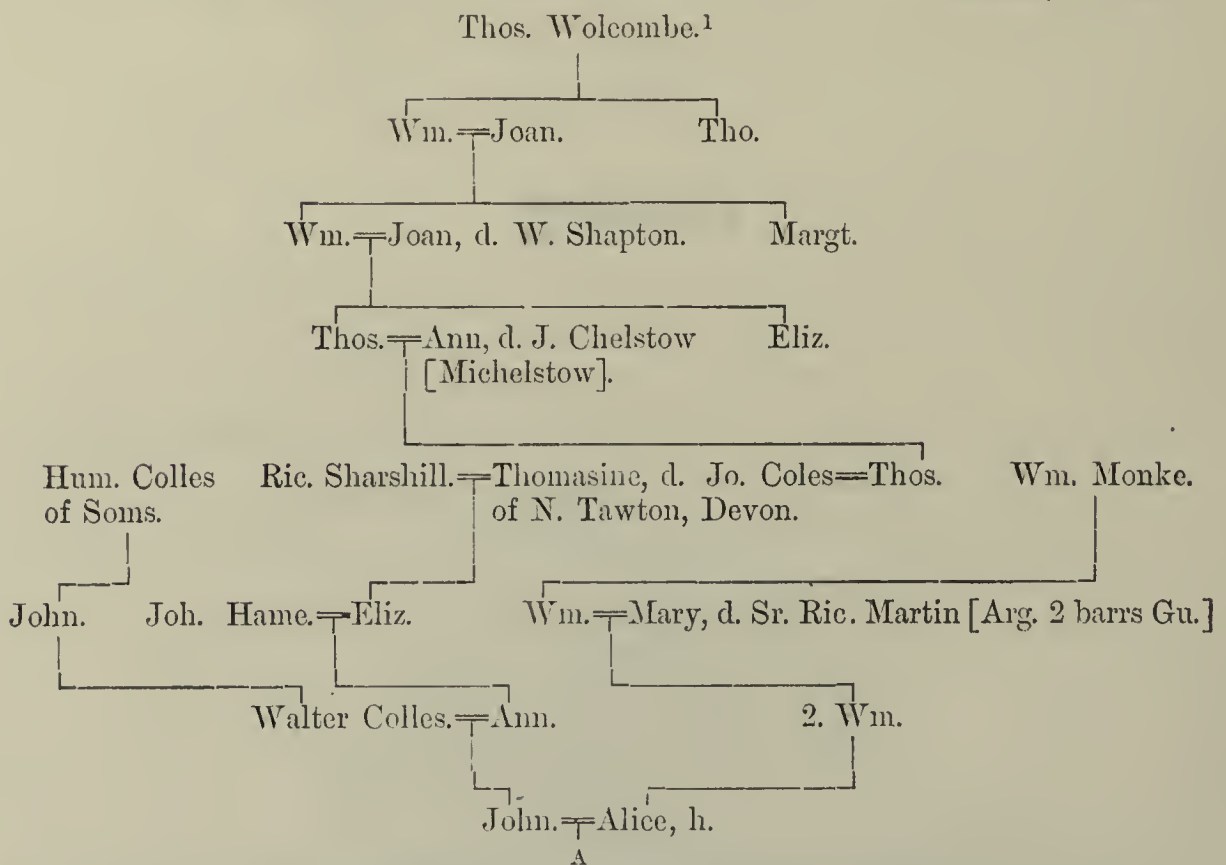 Thos. Wolcombe.¹
Wm. Joan. Tho.
Wm. Joan, d. W. Shapton. Margt.
Thos. Ann, d. J. Chelstow Eliz.
[Michelstow].
Hum. Colles Ric. Sharshill. Thomasine, d. Jo. Coles Thos. Wm. Monke.
of Soms. of N. Tawton, Devon.
John. Joh. Hame. Eliz. Wm. Mary, d. Sr. Ric. Martin [Arg. 2 barrs Gu.]
Walter Colles. Ann. 2. Wm.
John. Alice, h.
A